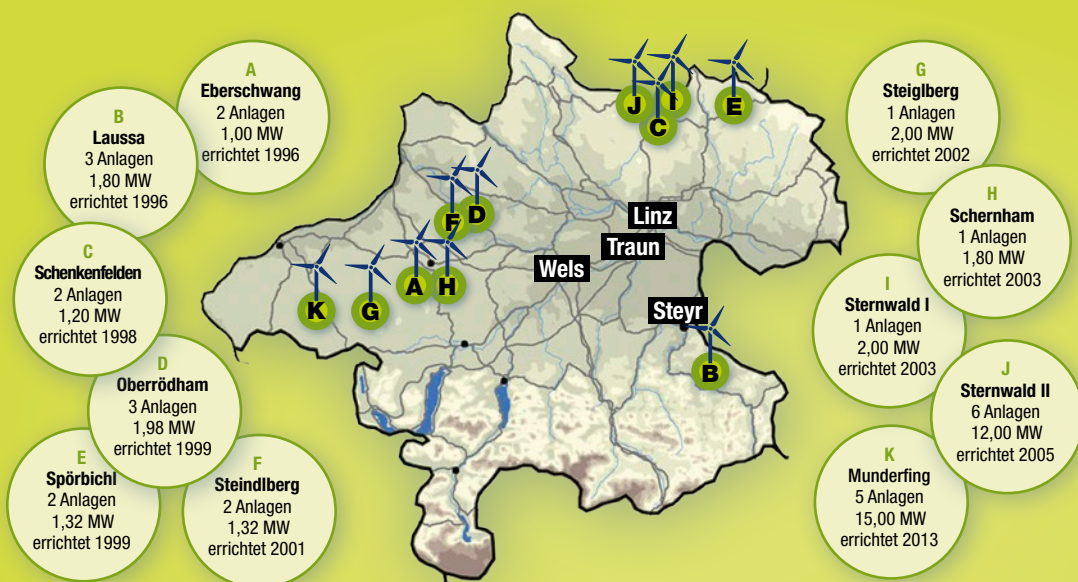 A
Eberschwang
2 Anlagen
1,00 MW
errichtet 1996
B
Laussa
3 Anlagen
1,80 MW
errichtet 1996
C
Schenkenfelden
2 Anlagen
1,20 MW
errichtet 1998
D
Oberrödham
3 Anlagen
1,98 MW
errichtet 1999
E
Spörbichl
2 Anlagen
1,32 MW
errichtet 1999
F
Steindlberg
2 Anlagen
1,32 MW
errichtet 2001
J
I
C
E
F
D
A
H
K
G
B
Linz
Traun
Wels
Steyr
G
Steiglberg
1 Anlagen
2,00 MW
errichtet 2002
H
Schernham
1 Anlagen
1,80 MW
errichtet 2003
I
Sternwald I
1 Anlagen
2,00 MW
errichtet 2003
J
Sternwald II
6 Anlagen
12,00 MW
errichtet 2005
K
Munderfing
5 Anlagen
15,00 MW
errichtet 2013